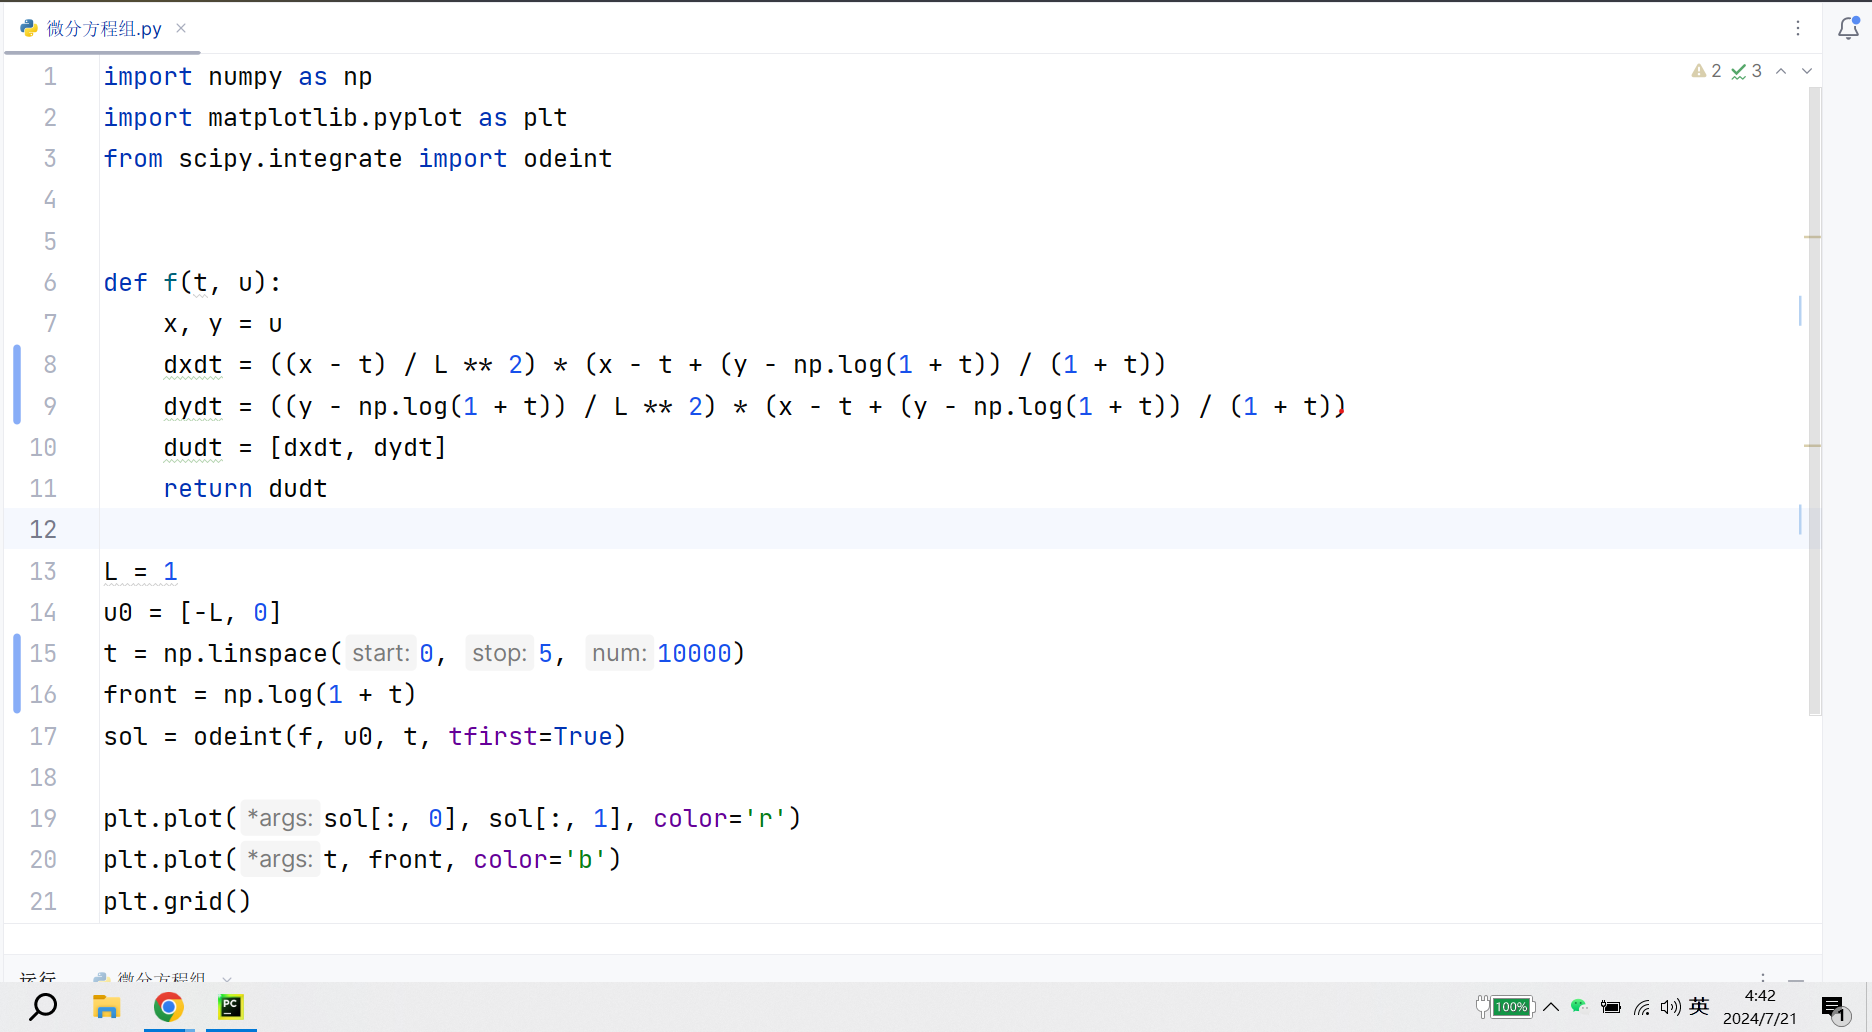 微分方程组.py
2 3
1 import numpy as np
2 import matplotlib.pyplot as plt
3 from scipy.integrate import odeint
4
5
6 def f(t, u):
7     x, y = u
8     dxdt = ((x - t) / L ** 2) * (x - t + (y - np.log(1 + t)) / (1 + t))
9     dydt = ((y - np.log(1 + t)) / L ** 2) * (x - t + (y - np.log(1 + t)) / (1 + t))
10     dudt = [dxdt, dydt]
11     return dudt
12
13 L = 1
14 u0 = [-L, 0]
15 t = np.linspace( start: 0, stop: 5, num: 10000)
16 front = np.log(1 + t)
17 sol = odeint(f, u0, t, tfirst=True)
18
19 plt.plot( *args: sol[:, 0], sol[:, 1], color='r')
20 plt.plot( *args: t, front, color='b')
21 plt.grid()
运行 微分方程组
PC 100% 英 4:42 1
2024/7/21